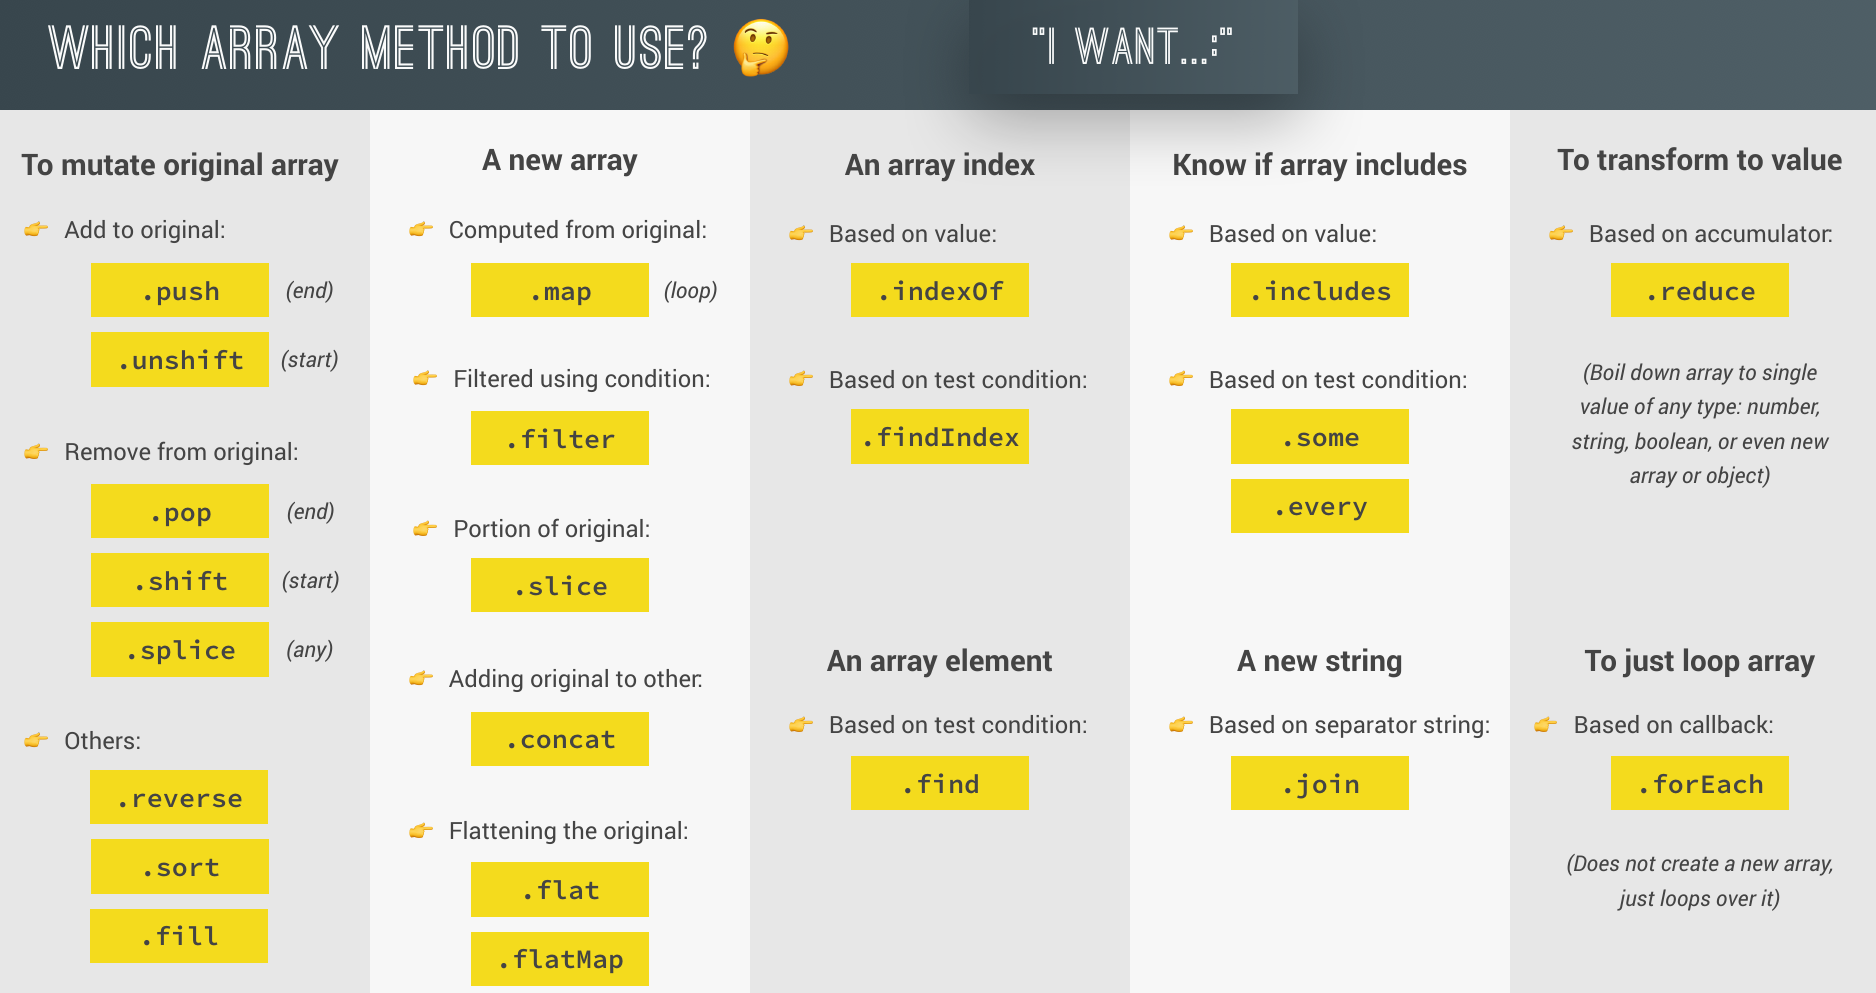 WHICH ARRAY METHOD TO USE? 🤔
"I WANT...:"
To mutate original array
👉 Add to original:
.push (end)
.unshift (start)
👉 Remove from original:
.pop (end)
.shift (start)
.splice (any)
👉 Others:
.reverse
.sort
.fill
A new array
👉 Computed from original:
.map (loop)
👉 Filtered using condition:
.filter
👉 Portion of original:
.slice
👉 Adding original to other:
.concat
👉 Flattening the original:
.flat
.flatMap
An array index
👉 Based on value:
.indexOf
👉 Based on test condition:
.findIndex
An array element
👉 Based on test condition:
.find
Know if array includes
👉 Based on value:
.includes
👉 Based on test condition:
.some
.every
A new string
👉 Based on separator string:
.join
To transform to value
👉 Based on accumulator:
.reduce
(Boil down array to single
value of any type: number,
string, boolean, or even new
array or object)
To just loop array
👉 Based on callback:
.forEach
(Does not create a new array,
just loops over it)